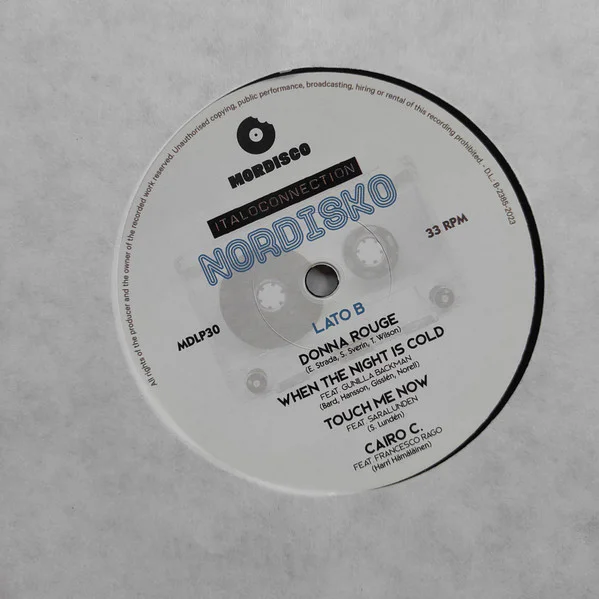 All rights of the producer and the owner of the recorded work reserved. Unauthorised copying, public performance, broadcasting, hiring or rental of this recording prohibited. - D.L.: B-2386-2023
MORDISCO
ITALOCONNECTION
NORDISKO
33 RPM
MDLP30
LATO B
DONNA ROUGE
(E. Strada, S. Sverin, T. Wilson)
WHEN THE NIGHT IS COLD
FEAT. GUNILLA BACKMAN
(Bard, Hansson, Gisslén, Norell)
TOUCH ME NOW
FEAT. SARALUNDEN
(S. Lundén)
CAIRO C.
FEAT. FRANCESCO RAGO
(Harri Hämäläinen)